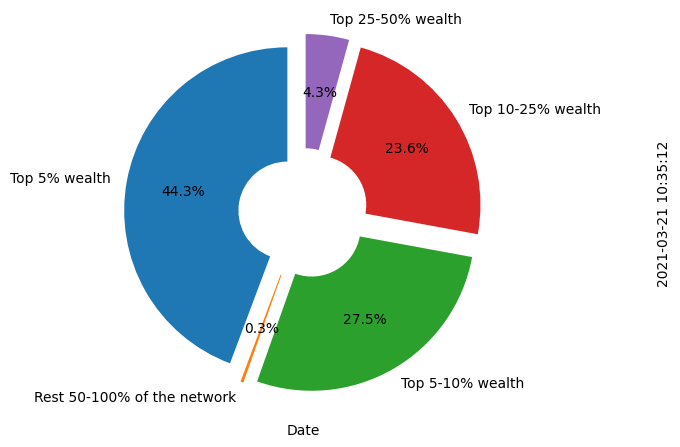 Top 25-50% wealth
4.3%
Top 10-25% wealth
23.6%
Top 5% wealth
44.3%
2021-03-21 10:35:12
27.5%
0.3%
Top 5-10% wealth
Rest 50-100% of the network
Date